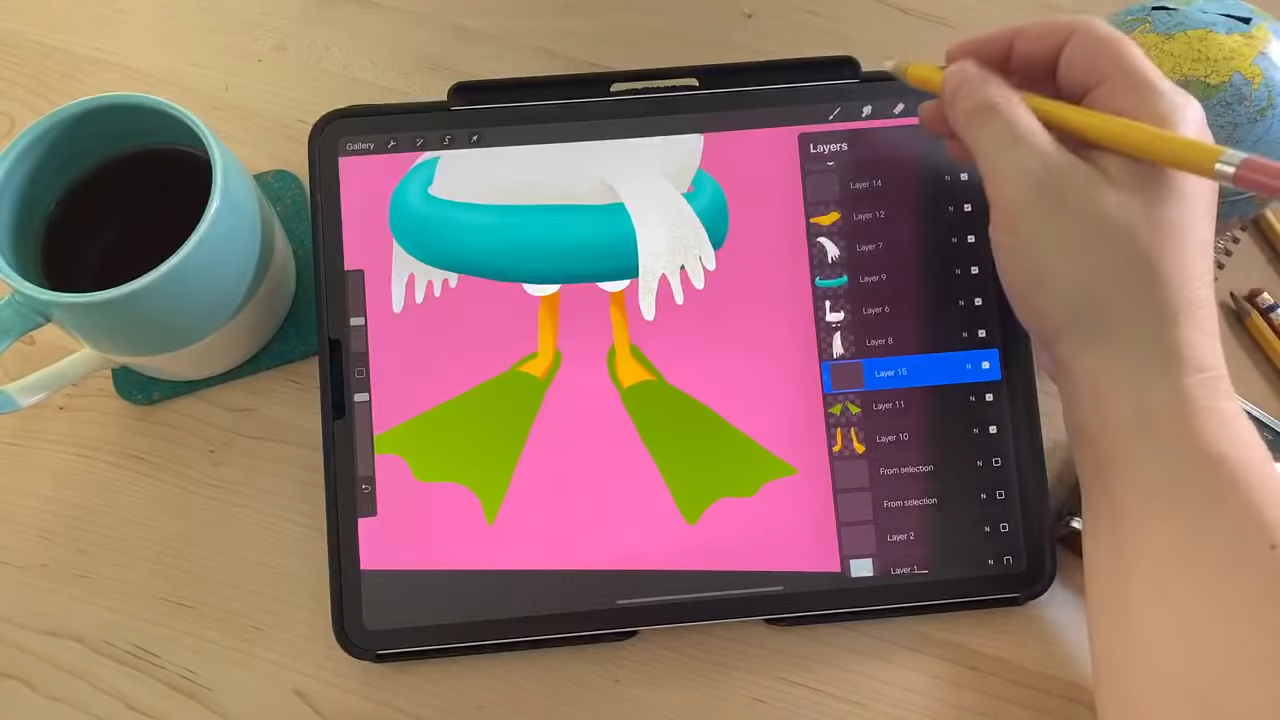 Gallery
Layers
Layer 14
N
Layer 12
N
Layer 7
N
Layer 9
N
Layer 6
N
Layer 8
N
Layer 15
N
Layer 11
N
Layer 10
N
From selection
N
From selection
N
Layer 2
N
Layer 1
N